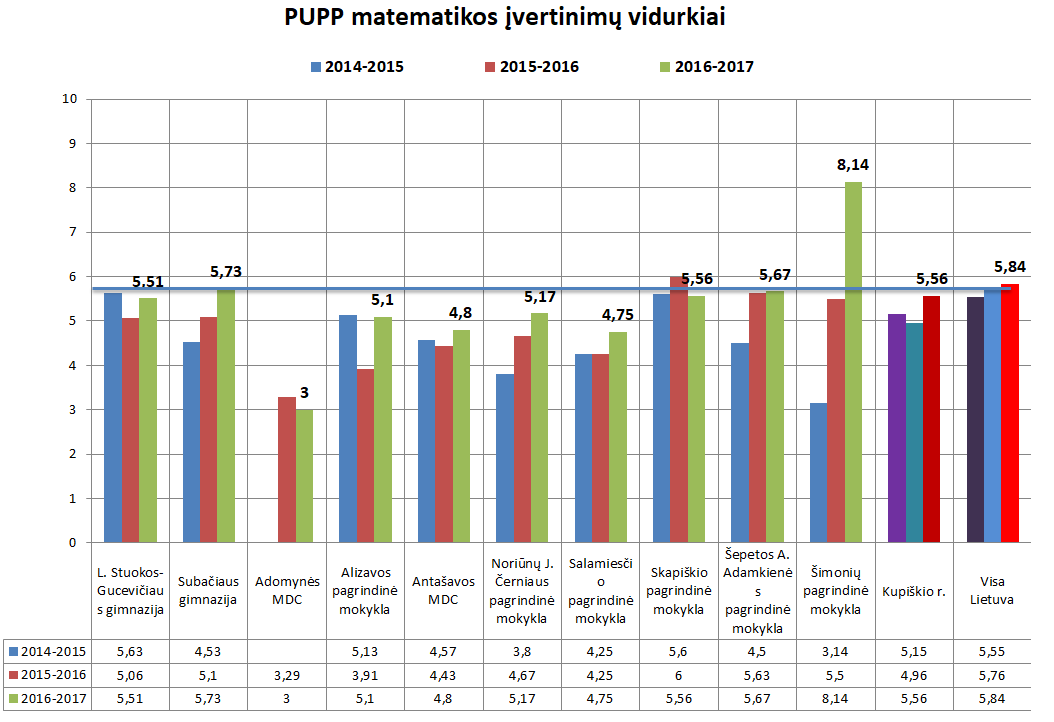 PUPP matematikos įvertinimų vidurkiai
2014-2015 2015-2016 2016-2017
10
9
8
7
6
5
4
3
2
1
0
5,51 5,73 3 5,1 4,8 5,17 4,75 5,56 5,67 8,14 5,56 5,84
L. Stuokos-
Gucevičiau
s gimnazija
Subačiaus
gimnazija
Adomynės
MDC
Alizavos
pagrindinė
mokykla
Antašavos
MDC
Noriūnų J.
Černiaus
pagrindinė
mokykla
Salamiesči
o
pagrindinė
mokykla
Skapiškio
pagrindinė
mokykla
Šepetos A.
Adamkienė
s
pagrindinė
mokykla
Šimonių
pagrindinė
mokykla
Kupiškio r.
Visa
Lietuva
2014-2015 5,63 4,53 5,13 4,57 3,8 4,25 5,6 4,5 3,14 5,15 5,55
2015-2016 5,06 5,1 3,29 3,91 4,43 4,67 4,25 6 5,63 5,5 4,96 5,76
2016-2017 5,51 5,73 3 5,1 4,8 5,17 4,75 5,56 5,67 8,14 5,56 5,84